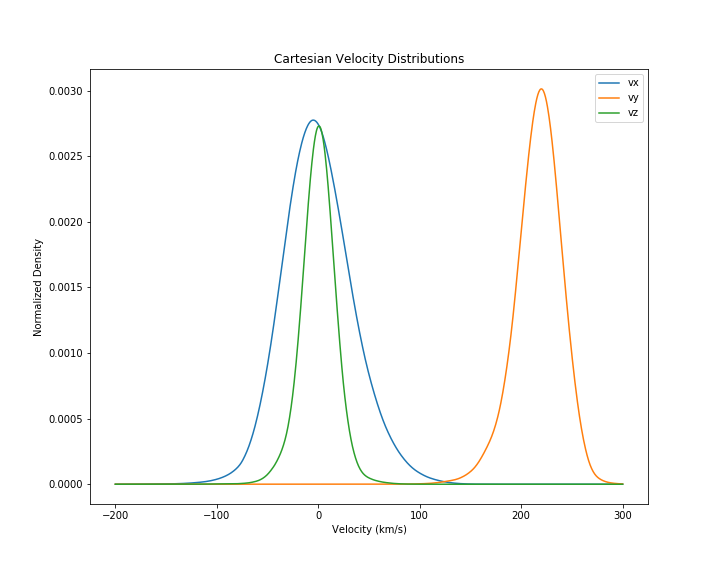 Cartesian Velocity Distributions
vx
vy
vz
Normalized Density
0.0030
0.0025
0.0020
0.0015
0.0010
0.0005
0.0000
−200
−100
0
100
200
300
Velocity (km/s)